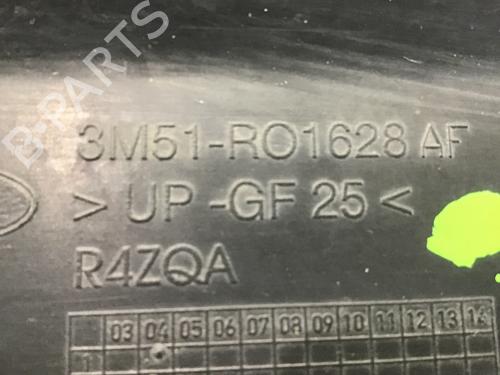 B-PARTS
3M51-RO1628 AF
> UP -GF 25 <
R4ZQA
03 04 05 06 07 08 09 10 11 12 13 14
1